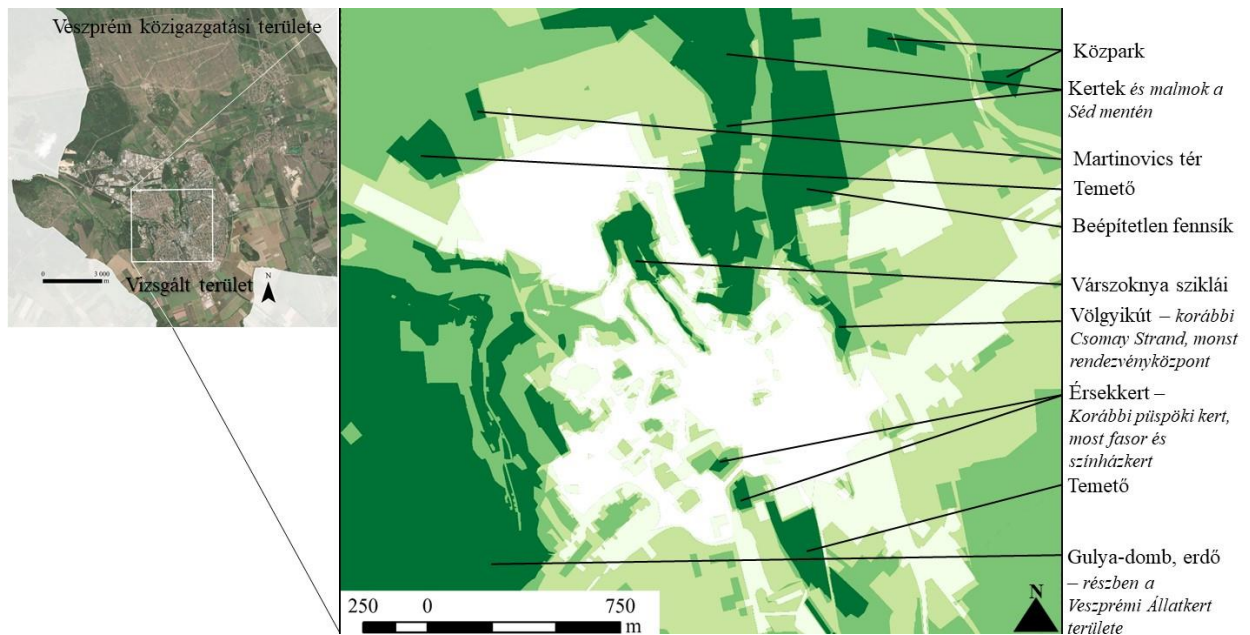 Veszprém közigazgatási területe
0 3 000
m
N
Vizsgált terület
Közpark
Kertek és malmok a
Séd mentén
Martinovics tér
Temető
Beépítetlen fennsík
Várszoknya sziklái
Völgyikút – korábbi
Csomay Strand, monst
rendezvényközpont
Érsekkert –
Korábbi püspöki kert,
most fasor és
színházkert
Temető
Gulya-domb, erdő
– részben a
Veszprémi Állatkert
területe
250 0 750
m
N